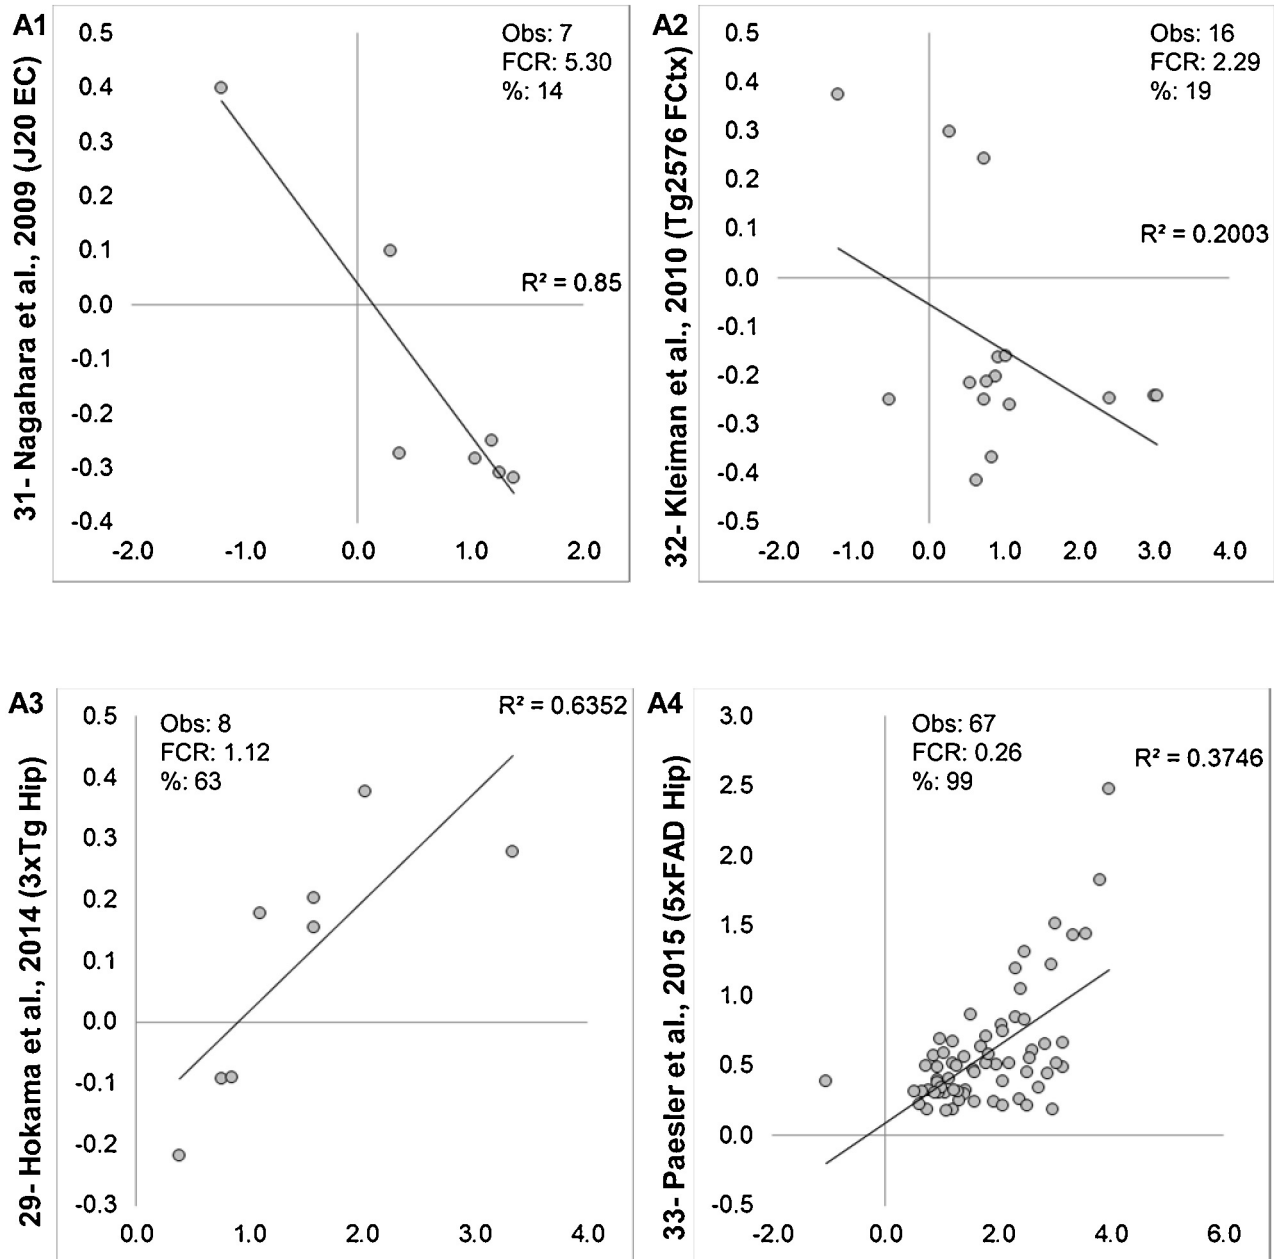 A1
31- Nagahara et al., 2009 (J20 EC)
0.5
0.4
0.3
0.2
0.1
0.0
-0.1
-0.2
-0.3
-0.4
-2.0 -1.0 0.0 1.0 2.0
Obs: 7
FCR: 5.30
%: 14
R² = 0.85
A2
32- Kleiman et al., 2010 (Tg2576 FCtx)
0.5
0.4
0.3
0.2
0.1
0.0
-0.1
-0.2
-0.3
-0.4
-0.5
-2.0 -1.0 0.0 1.0 2.0 3.0 4.0
Obs: 16
FCR: 2.29
%: 19
R² = 0.2003
A3
29- Hokama et al., 2014 (3xTg Hip)
0.5
0.4
0.3
0.2
0.1
0.0
-0.1
-0.2
-0.3
0.0 1.0 2.0 3.0 4.0
Obs: 8
FCR: 1.12
%: 63
R² = 0.6352
A4
33- Paesler et al., 2015 (5xFAD Hip)
3.0
2.5
2.0
1.5
1.0
0.5
0.0
-0.5
-2.0 0.0 2.0 4.0 6.0
Obs: 67
FCR: 0.26
%: 99
R² = 0.3746